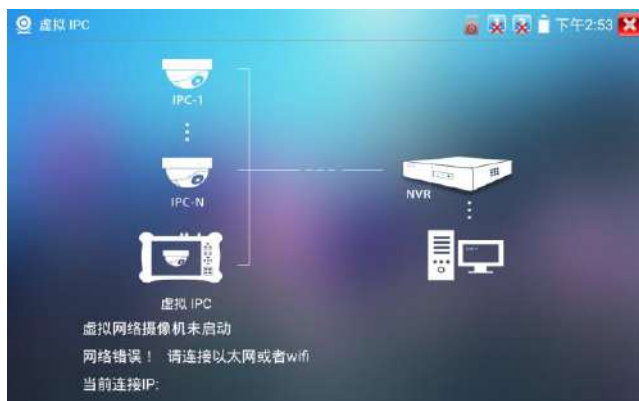 虚拟 IPC
下午2:53
IPC-1
IPC-N
NVR
虚拟 IPC
虚拟网络摄像机未启动
网络错误！ 请连接以太网或者wifi
当前连接IP: